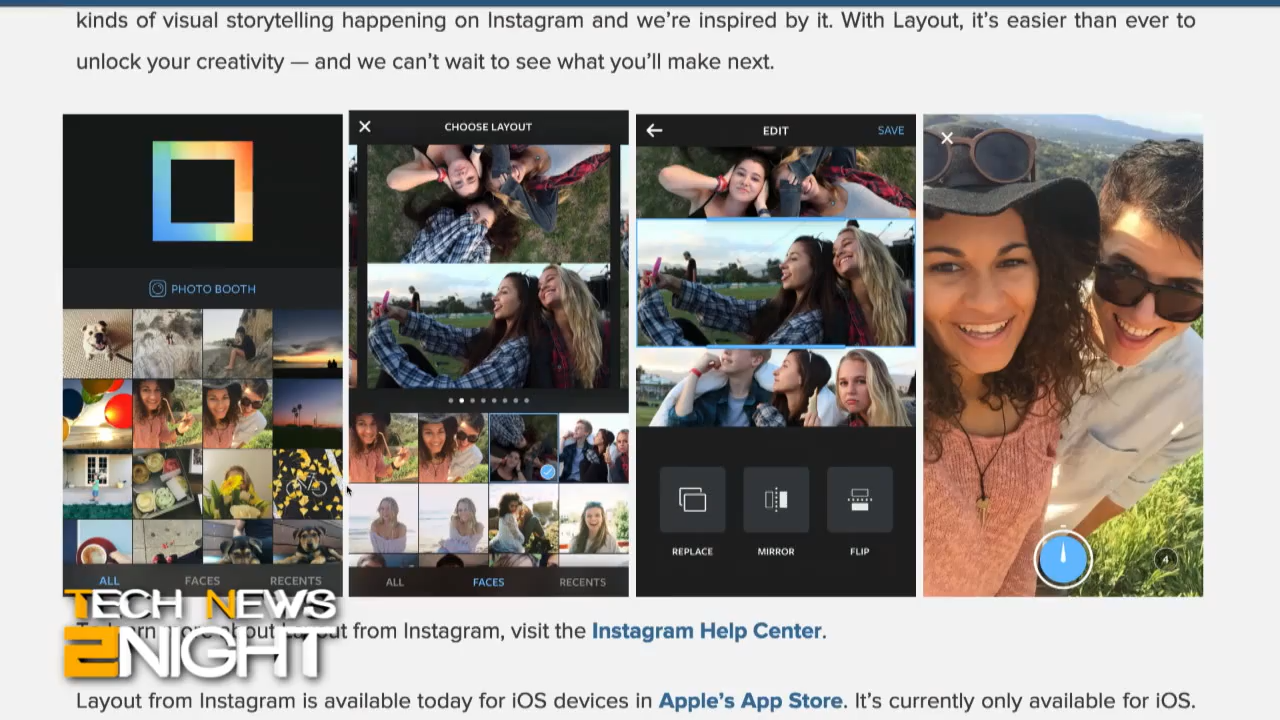 kinds of visual storytelling happening on Instagram and we're inspired by it. With Layout, it's easier than ever to
unlock your creativity — and we can't wait to see what you'll make next.
PHOTO BOOTH
ALL FACES RECENTS
CHOOSE LAYOUT
ALL FACES RECENTS
EDIT SAVE
REPLACE MIRROR FLIP
4
TECH NEWS
2NIGHT
from Instagram, visit the Instagram Help Center.
Layout from Instagram is available today for iOS devices in Apple's App Store. It's currently only available for iOS.